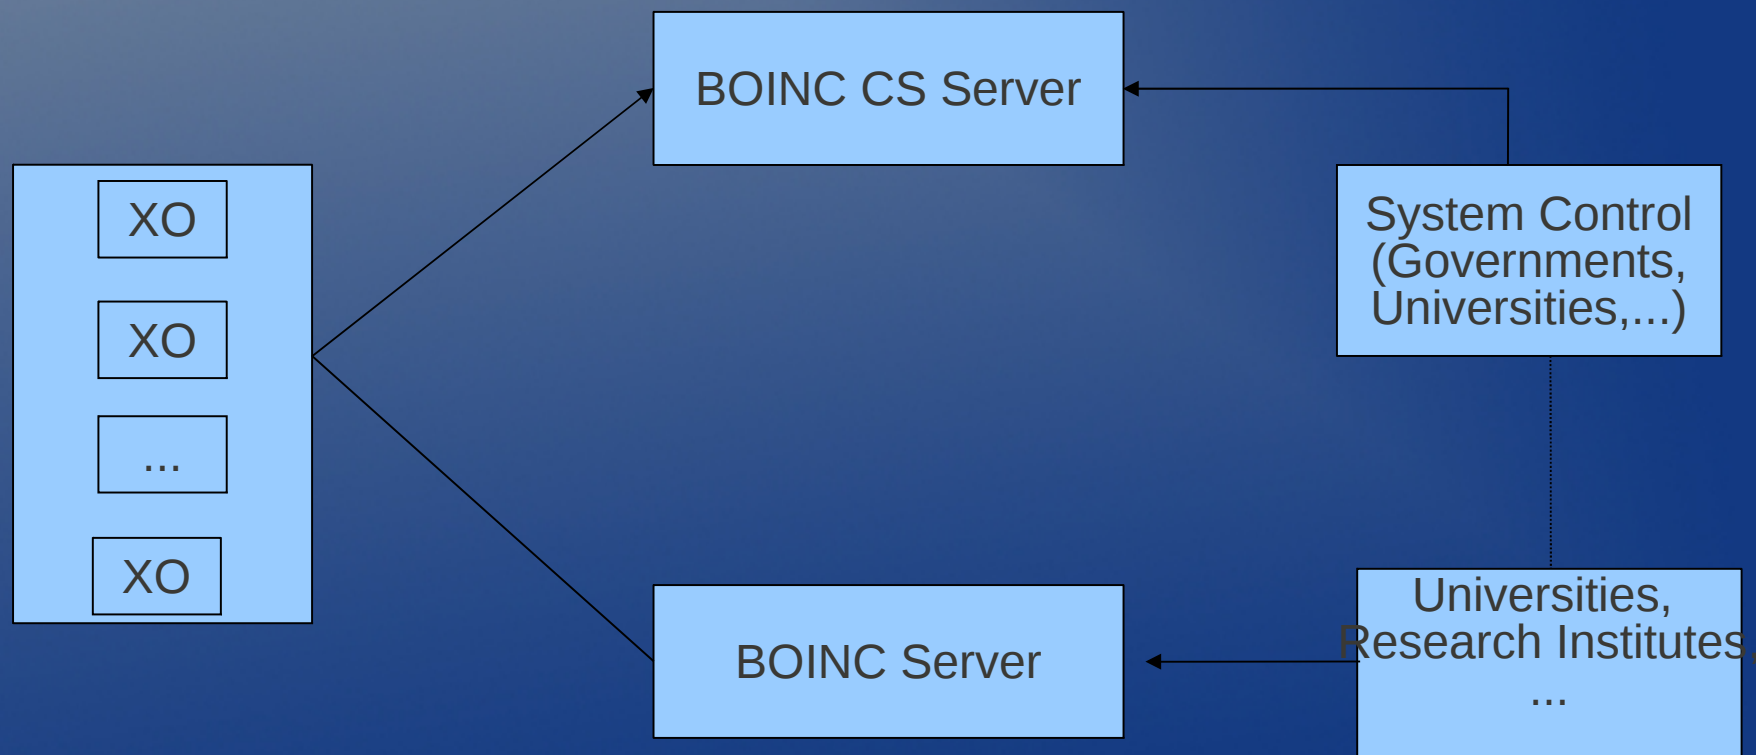 BOINC CS Server
XO
XO
...
XO
System Control
(Governments,
Universities,...)
BOINC Server
Universities,
Research Institutes,
...